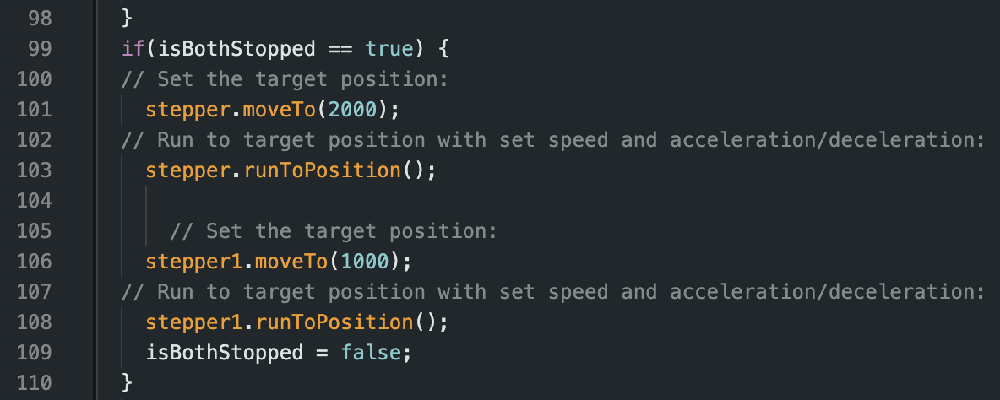 98 }
99 if(isBothStopped == true) {
100 // Set the target position:
101 stepper.moveTo(2000);
102 // Run to target position with set speed and acceleration/deceleration:
103 stepper.runToPosition();
104
105 // Set the target position:
106 stepper1.moveTo(1000);
107 // Run to target position with set speed and acceleration/deceleration:
108 stepper1.runToPosition();
109 isBothStopped = false;
110 }